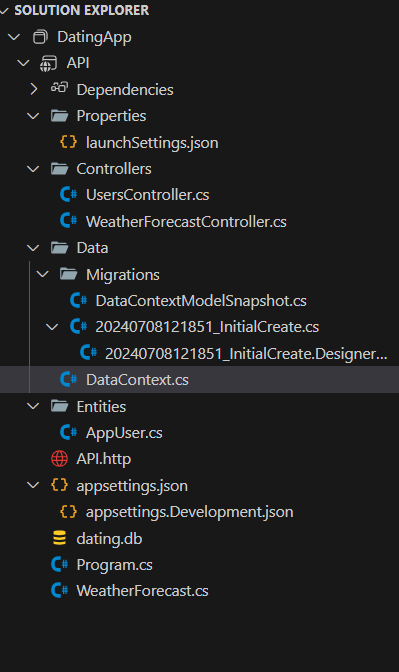 SOLUTION EXPLORER
DatingApp
API
Dependencies
Properties
launchSettings.json
Controllers
UsersController.cs
WeatherForecastController.cs
Data
Migrations
DataContextModelSnapshot.cs
20240708121851_InitialCreate.cs
20240708121851_InitialCreate.Designer...
DataContext.cs
Entities
AppUser.cs
API.http
appsettings.json
appsettings.Development.json
dating.db
Program.cs
WeatherForecast.cs